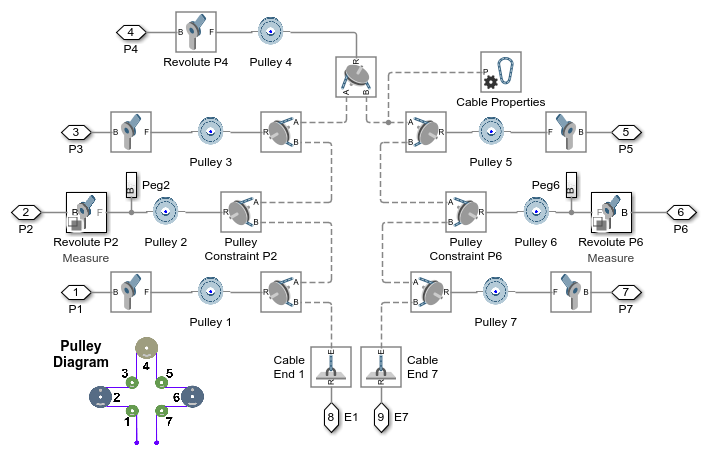 4
P4
B
F
Revolute P4
Pulley 4
R
A
B
P
Cable Properties
3
P3
B
F
Pulley 3
R
A
B
A
B
R
Pulley 5
F
B
5
P5
2
P2
B
F
Revolute P2
Measure
B
Peg2
Pulley 2
R
A
B
Pulley
Constraint P2
A
B
R
Pulley
Constraint P6
Pulley 6
Peg6
B
F
B
Revolute P6
Measure
6
P6
1
P1
B
F
Pulley 1
R
A
B
A
B
R
Pulley 7
F
B
7
P7
Cable
End 1
E
R
E
R
Cable
End 7
8
E1
9
E7
Pulley
Diagram
3
4
5
2
6
1
7